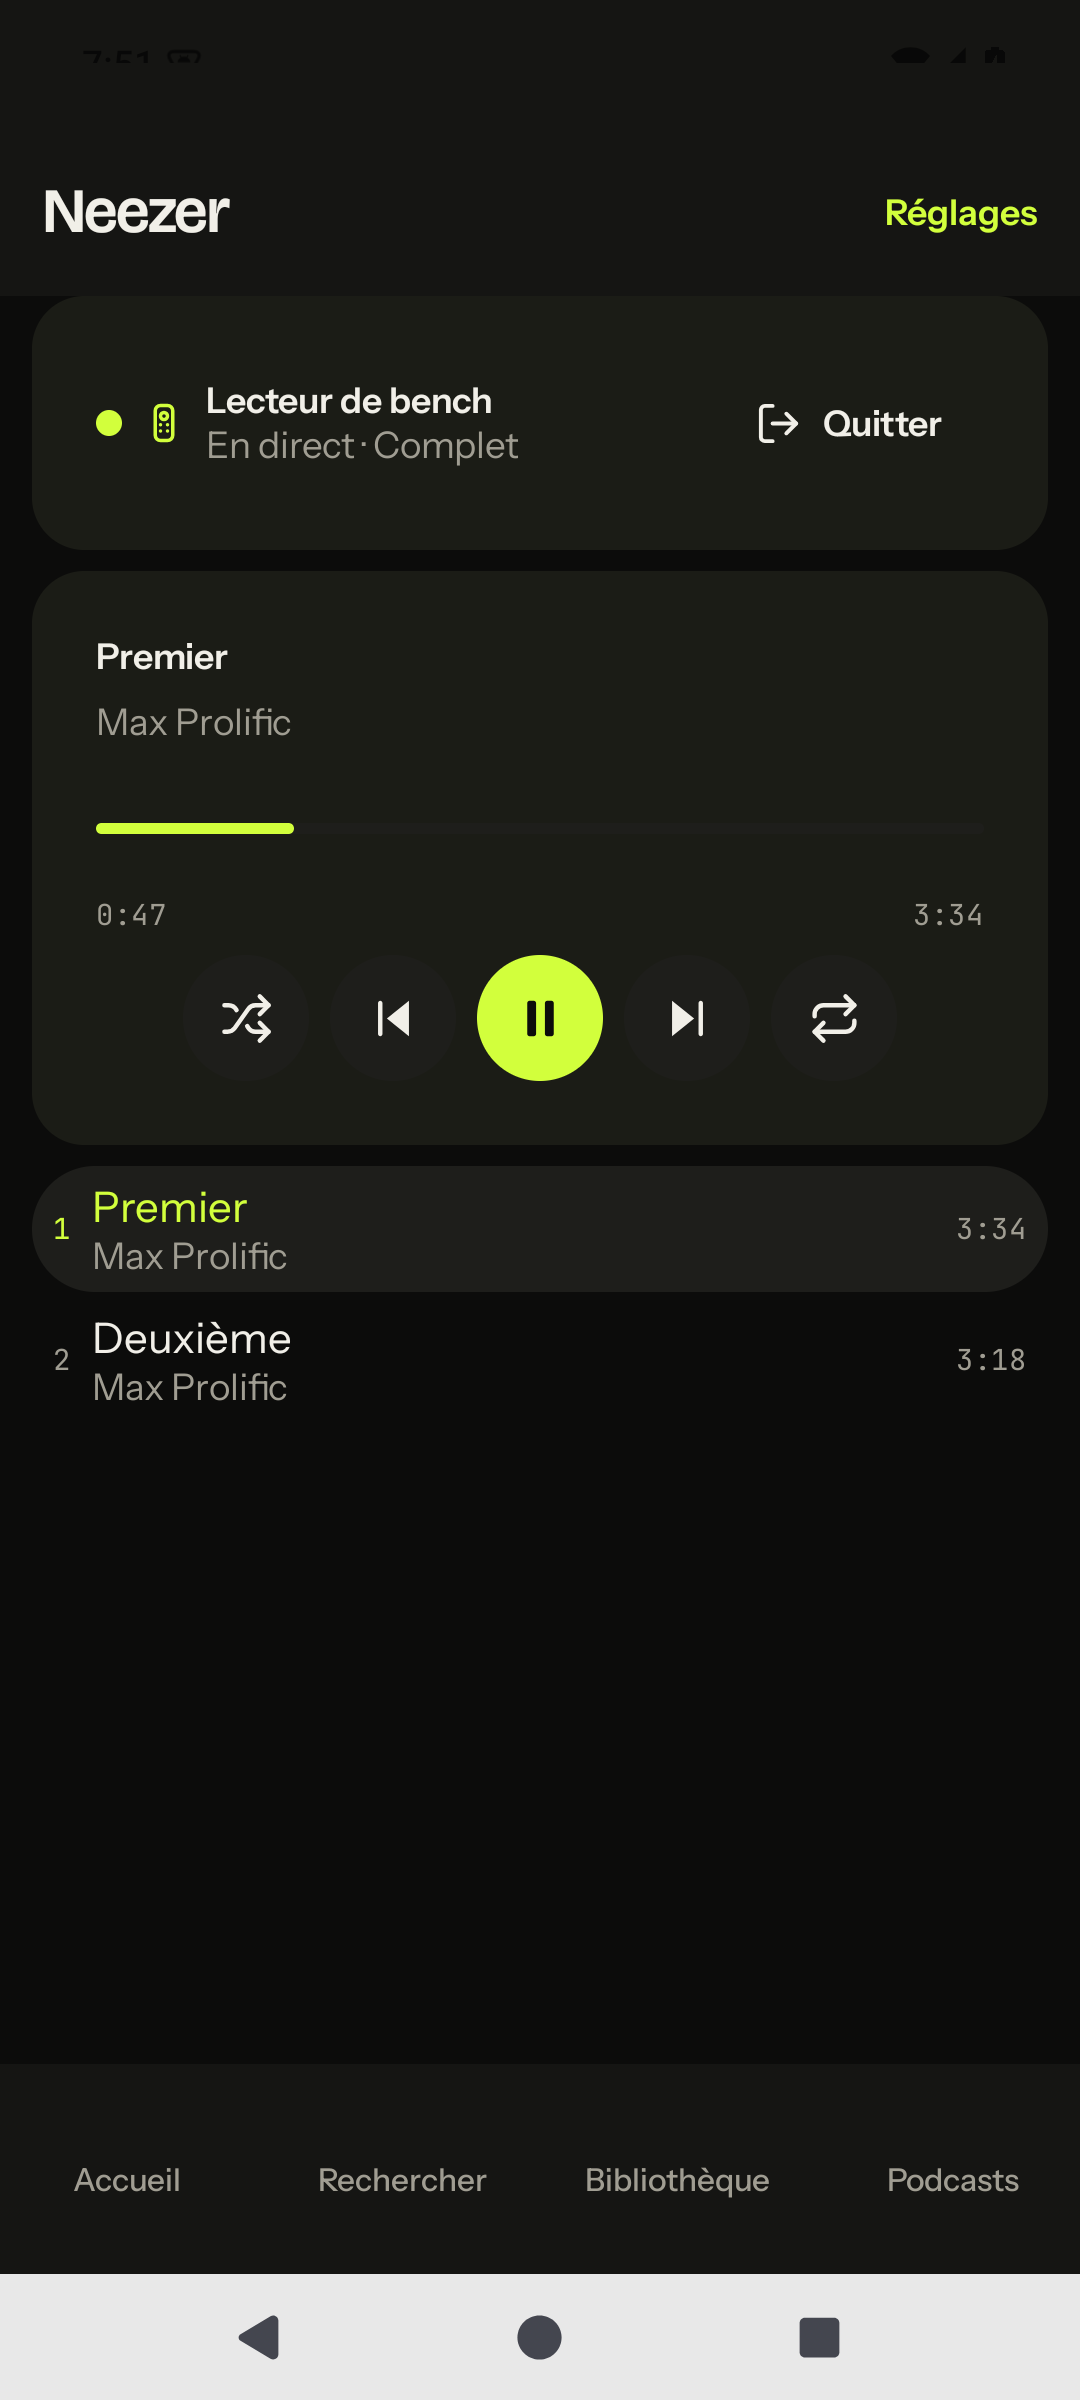 Neezer
Réglages
Lecteur de bench
En direct · Complet
Quitter
Premier
Max Prolific
0:47
3:34
1
Premier
Max Prolific
3:34
2
Deuxième
Max Prolific
3:18
Accueil
Rechercher
Bibliothèque
Podcasts